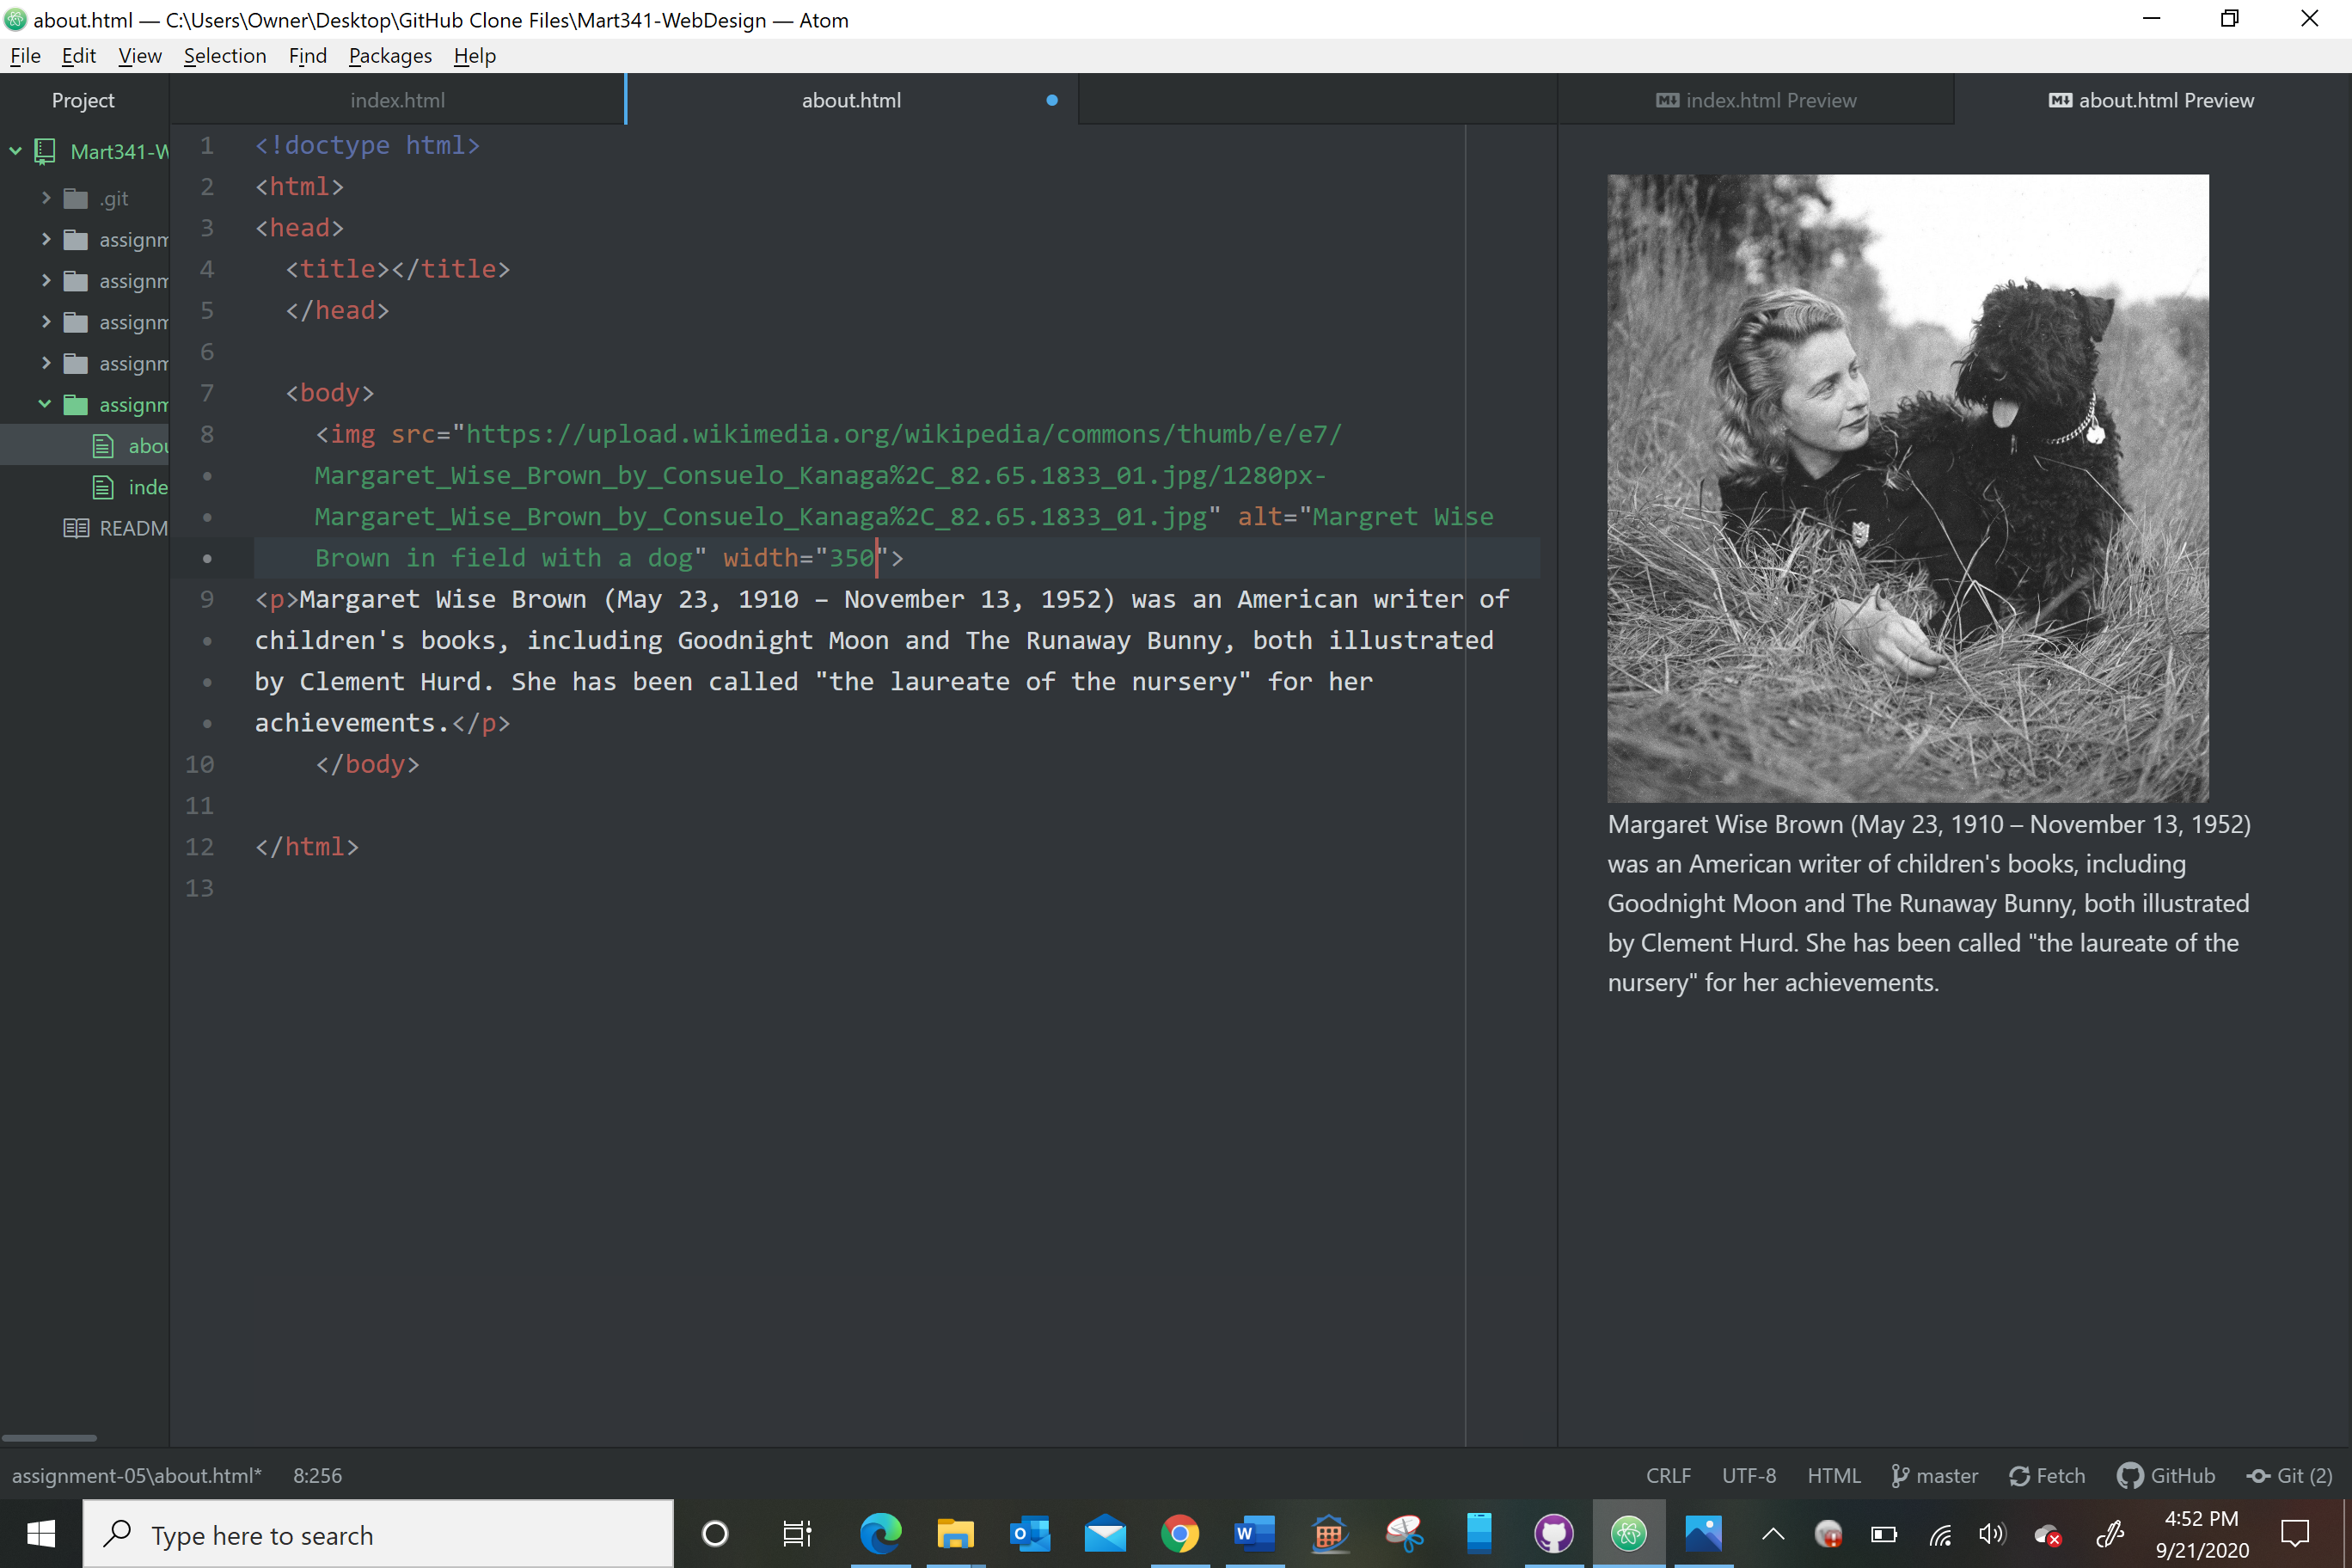 about.html — C:\Users\Owner\Desktop\GitHub Clone Files\Mart341-WebDesign — Atom
File Edit View Selection Find Packages Help
Project
index.html
about.html
index.html Preview
about.html Preview
Mart341-W
.git
assignm
assignm
assignm
assignm
assignm
abou
inde
READM
1 <!doctype html>
2 <html>
3 <head>
4 <title></title>
5 </head>
6
7 <body>
8 <img src="https://upload.wikimedia.org/wikipedia/commons/thumb/e/e7/
Margaret_Wise_Brown_by_Consuelo_Kanaga%2C_82.65.1833_01.jpg/1280px-
Margaret_Wise_Brown_by_Consuelo_Kanaga%2C_82.65.1833_01.jpg" alt="Margret Wise
Brown in field with a dog" width="350">
9 <p>Margaret Wise Brown (May 23, 1910 – November 13, 1952) was an American writer of
children's books, including Goodnight Moon and The Runaway Bunny, both illustrated
by Clement Hurd. She has been called "the laureate of the nursery" for her
achievements.</p>
10 </body>
11
12 </html>
13
Margaret Wise Brown (May 23, 1910 – November 13, 1952)
was an American writer of children's books, including
Goodnight Moon and The Runaway Bunny, both illustrated
by Clement Hurd. She has been called "the laureate of the
nursery" for her achievements.
assignment-05\about.html* 8:256
CRLF UTF-8 HTML master Fetch GitHub Git (2)
Type here to search
4:52 PM
9/21/2020